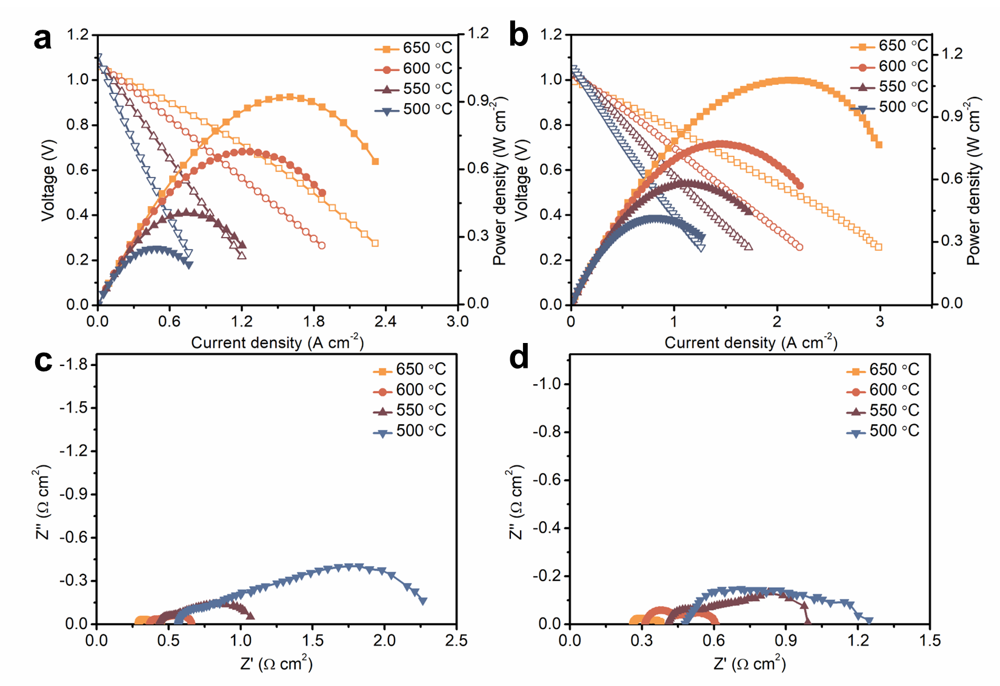 a
1.2
1.0
0.8
0.6
0.4
0.2
0.0
Voltage (V)
0.0 0.6 1.2 1.8 2.4 3.0
Current density (A cm-2)
1.2
0.9
0.6
0.3
0.0
Power density (W cm-2)
650 °C
600 °C
550 °C
500 °C
b
1.2
1.0
0.8
0.6
0.4
0.2
0.0
Voltage (V)
0 1 2 3
Current density (A cm-2)
1.2
0.9
0.6
0.3
0.0
Power density (W cm-2)
650 °C
600 °C
550 °C
500 °C
c
-1.8
-1.5
-1.2
-0.9
-0.6
-0.3
0.0
Z'' (Ω cm2)
0.0 0.5 1.0 1.5 2.0 2.5
Z' (Ω cm2)
650 °C
600 °C
550 °C
500 °C
d
-1.0
-0.8
-0.6
-0.4
-0.2
0.0
Z'' (Ω cm2)
0.0 0.3 0.6 0.9 1.2 1.5
Z' (Ω cm2)
650 °C
600 °C
550 °C
500 °C